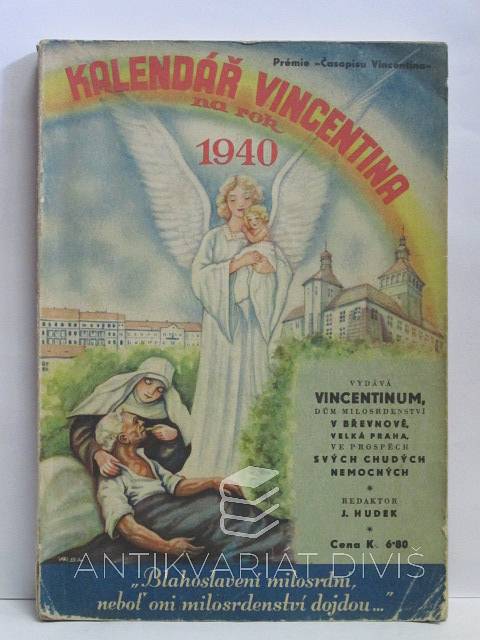 Prémie "Časopisu Vincentina"
KALENDÁŘ VINCENTINA
na rok
1940
VYDÁVÁ
VINCENTINUM,
DŮM MILOSRDENSTVÍ
V BŘEVNOVĚ,
VELKÁ PRAHA,
VE PROSPĚCH
SVÝCH CHUDÝCH
NEMOCNÝCH
*
REDAKTOR
J. HUDEK
*
Cena K. 6·80
ANTIKVARIÁT DIVIŠ
„Blahoslavení milosrdní,
neboť oni milosrdenství dojdou..."